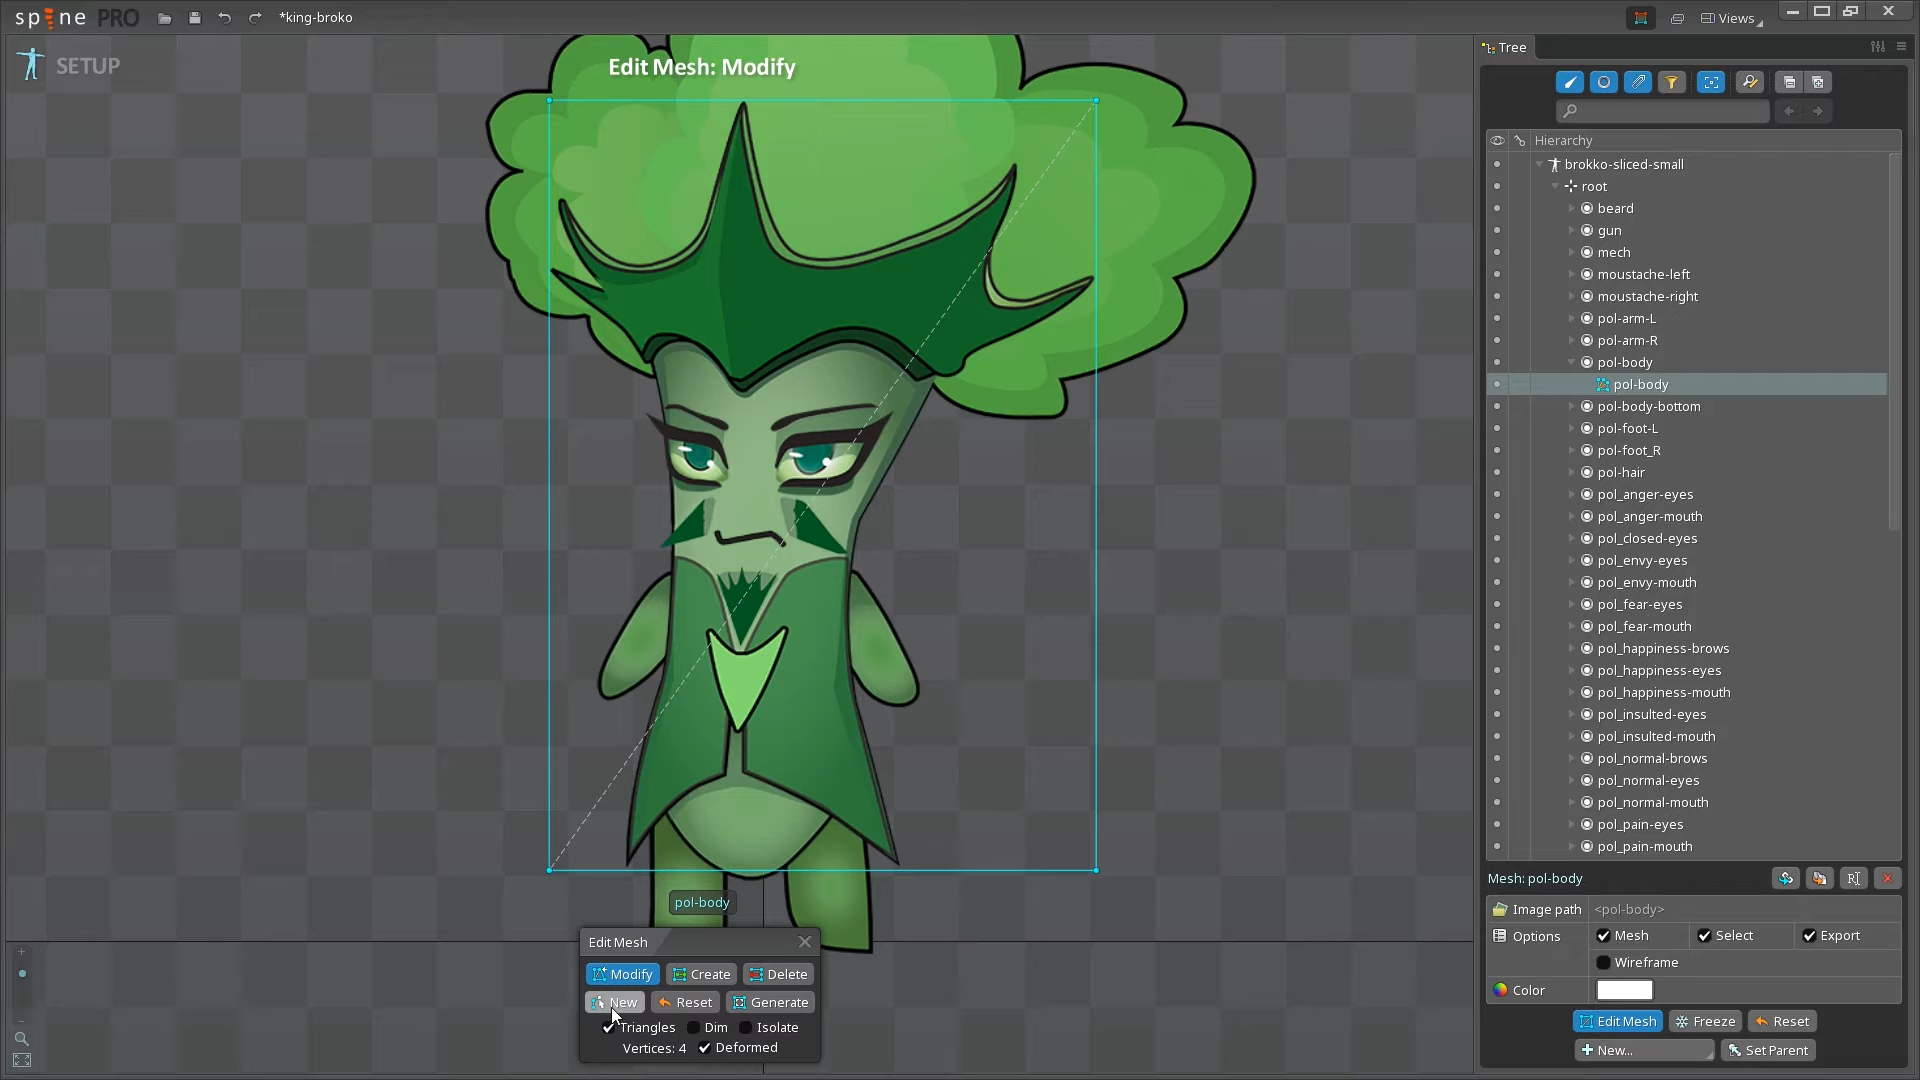 spine PRO *king-broko Views
SETUP
Edit Mesh: Modify
Tree
Hierarchy
brokko-sliced-small
root
beard
gun
mech
moustache-left
moustache-right
pol-arm-L
pol-arm-R
pol-body
pol-body
pol-body-bottom
pol-foot-L
pol-foot_R
pol-hair
pol_anger-eyes
pol_anger-mouth
pol_closed-eyes
pol_envy-eyes
pol_envy-mouth
pol_fear-eyes
pol_fear-mouth
pol_happiness-brows
pol_happiness-eyes
pol_happiness-mouth
pol_insulted-eyes
pol_insulted-mouth
pol_normal-brows
pol_normal-eyes
pol_normal-mouth
pol_pain-eyes
pol_pain-mouth
Mesh: pol-body
Image path <pol-body>
Options Mesh Select Export
Wireframe
Color
Edit Mesh Freeze Reset
New... Set Parent
pol-body
Edit Mesh
Modify Create Delete
New Reset Generate
Triangles Dim Isolate
Vertices: 4 Deformed